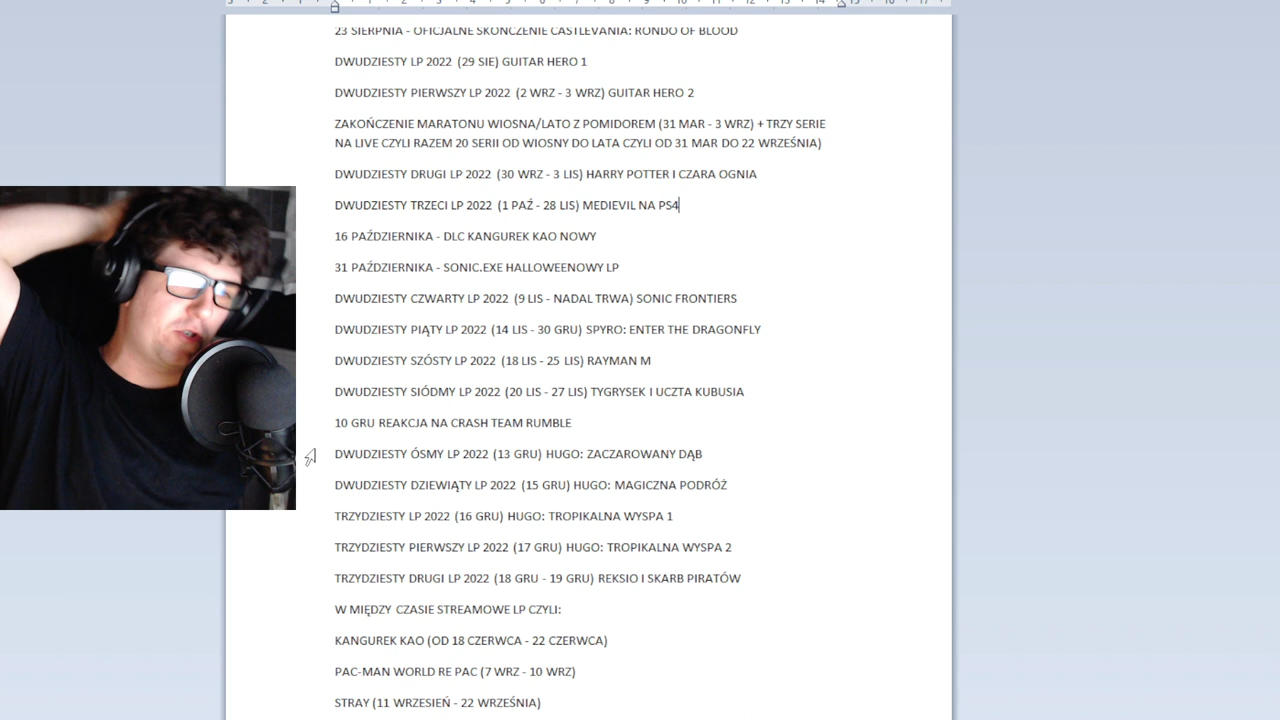 23 SIERPNIA - OFICJALNE SKOŃCZENIE CASTLEVANIA: RONDO OF BLOOD
DWUDZIESTY LP 2022 (29 SIE) GUITAR HERO 1
DWUDZIESTY PIERWSZY LP 2022 (2 WRZ - 3 WRZ) GUITAR HERO 2
ZAKOŃCZENIE MARATONU WIOSNA/LATO Z POMIDOREM (31 MAR - 3 WRZ) + TRZY SERIE
NA LIVE CZYLI RAZEM 20 SERII OD WIOSNY DO LATA CZYLI OD 31 MAR DO 22 WRZEŚNIA)
DWUDZIESTY DRUGI LP 2022 (30 WRZ - 3 LIS) HARRY POTTER I CZARA OGNIA
DWUDZIESTY TRZECI LP 2022 (1 PAŹ - 28 LIS) MEDIEVIL NA PS4
16 PAŹDZIERNIKA - DLC KANGUREK KAO NOWY
31 PAŹDZIERNIKA - SONIC.EXE HALLOWEENOWY LP
DWUDZIESTY CZWARTY LP 2022 (9 LIS - NADAL TRWA) SONIC FRONTIERS
DWUDZIESTY PIĄTY LP 2022 (14 LIS - 30 GRU) SPYRO: ENTER THE DRAGONFLY
DWUDZIESTY SZÓSTY LP 2022 (18 LIS - 25 LIS) RAYMAN M
DWUDZIESTY SIÓDMY LP 2022 (20 LIS - 27 LIS) TYGRYSEK I UCZTA KUBUSIA
10 GRU REAKCJA NA CRASH TEAM RUMBLE
DWUDZIESTY ÓSMY LP 2022 (13 GRU) HUGO: ZACZAROWANY DĄB
DWUDZIESTY DZIEWIĄTY LP 2022 (15 GRU) HUGO: MAGICZNA PODRÓŻ
TRZYDZIESTY LP 2022 (16 GRU) HUGO: TROPIKALNA WYSPA 1
TRZYDZIESTY PIERWSZY LP 2022 (17 GRU) HUGO: TROPIKALNA WYSPA 2
TRZYDZIESTY DRUGI LP 2022 (18 GRU - 19 GRU) REKSIO I SKARB PIRATÓW
W MIĘDZY CZASIE STREAMOWE LP CZYLI:
KANGUREK KAO (OD 18 CZERWCA - 22 CZERWCA)
PAC-MAN WORLD RE PAC (7 WRZ - 10 WRZ)
STRAY (11 WRZESIEŃ - 22 WRZEŚNIA)